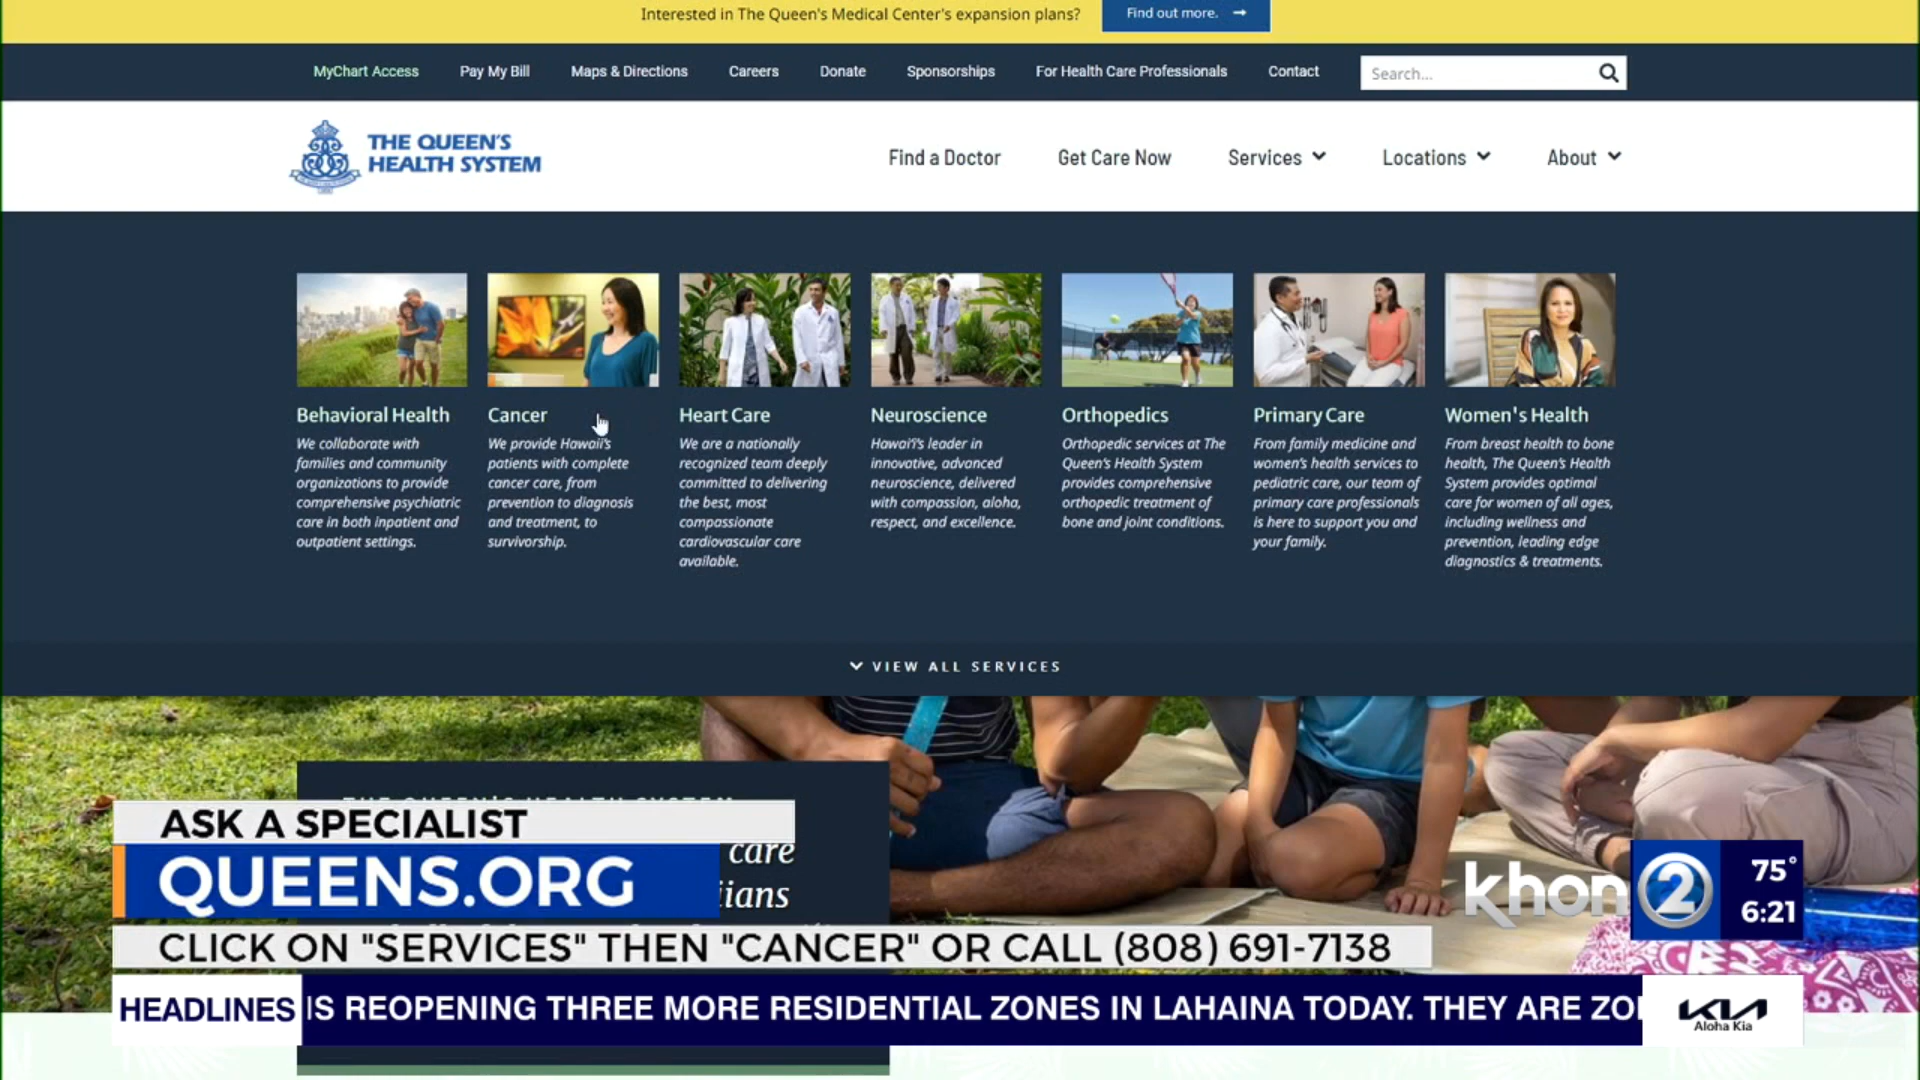 Interested in The Queen's Medical Center's expansion plans?
Find out more.
MyChart Access
Pay My Bill
Maps & Directions
Careers
Donate
Sponsorships
For Health Care Professionals
Contact
Search...
THE QUEEN'S
HEALTH SYSTEM
Find a Doctor
Get Care Now
Services
Locations
About
Behavioral Health
We collaborate with
families and community
organizations to provide
comprehensive psychiatric
care in both inpatient and
outpatient settings.
Cancer
We provide Hawaii's
patients with complete
cancer care, from
prevention to diagnosis
and treatment, to
survivorship.
Heart Care
We are a nationally
recognized team deeply
committed to delivering
the best, most
compassionate
cardiovascular care
available.
Neuroscience
Hawai'i's leader in
innovative, advanced
neuroscience, delivered
with compassion, aloha,
respect, and excellence.
Orthopedics
Orthopedic services at The
Queen's Health System
provides comprehensive
orthopedic treatment of
bone and joint conditions.
Primary Care
From family medicine and
women's health services to
pediatric care, our team of
primary care professionals
is here to support you and
your family.
Women's Health
From breast health to bone
health, The Queen's Health
System provides optimal
care for women of all ages,
including wellness and
prevention, leading edge
diagnostics & treatments.
VIEW ALL SERVICES
care
ASK A SPECIALIST
QUEENS.ORG
CLICK ON "SERVICES" THEN "CANCER" OR CALL (808) 691-7138
khon 2
75°
6:21
HEADLINES
IS REOPENING THREE MORE RESIDENTIAL ZONES IN LAHAINA TODAY. THEY ARE
KIA
Aloha Kia